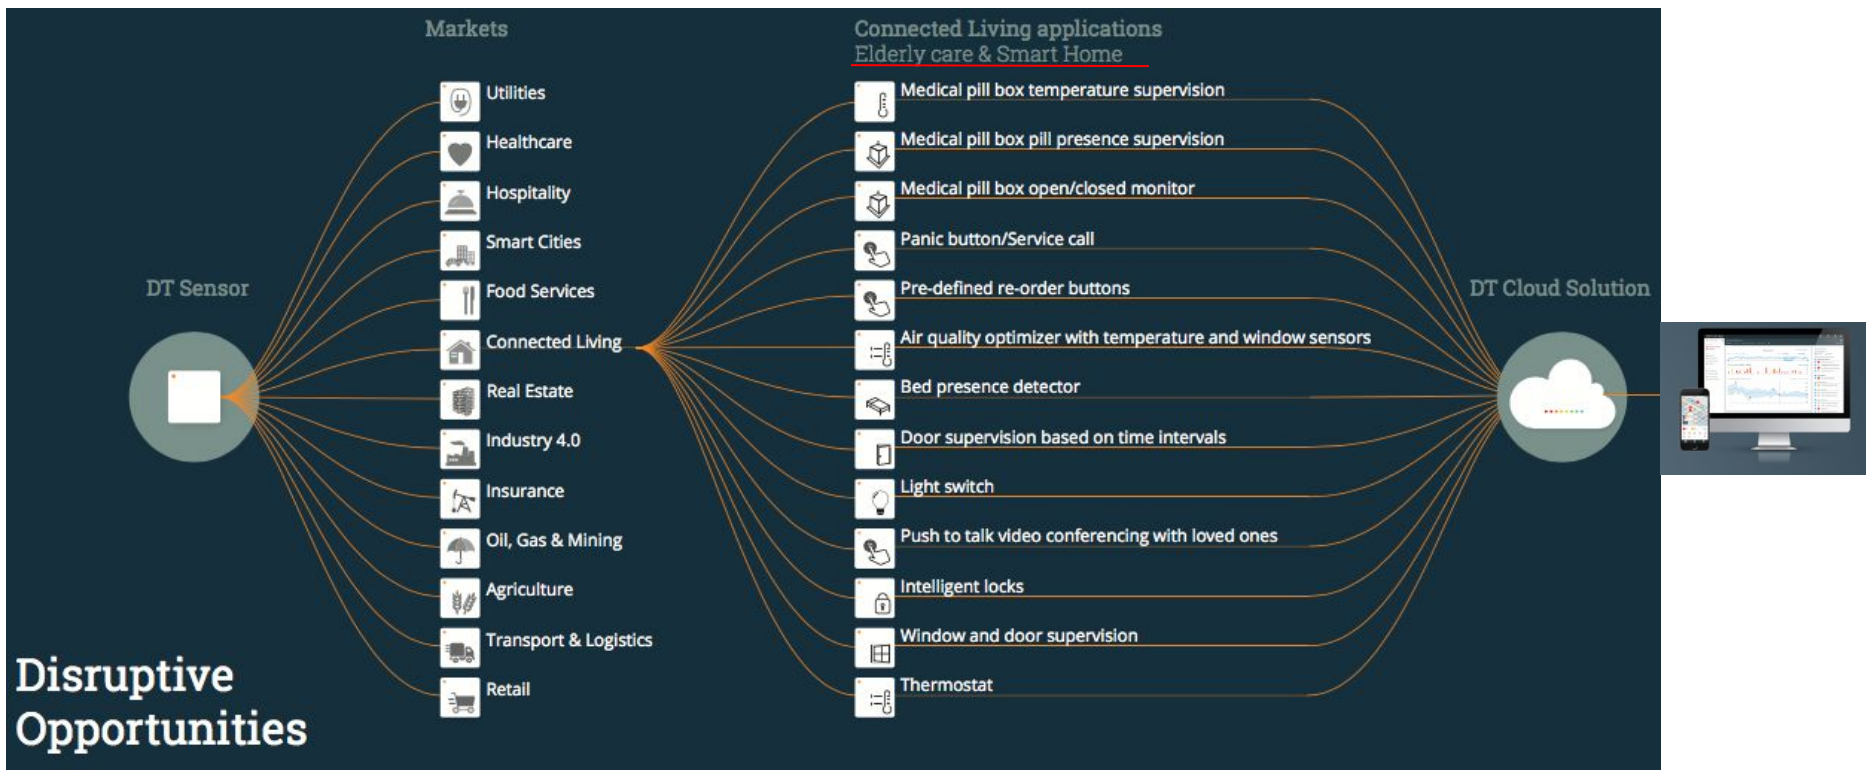 Markets
Connected Living applications
Elderly care & Smart Home
Utilities
Healthcare
Hospitality
Smart Cities
Food Services
Connected Living
Real Estate
Industry 4.0
Insurance
Oil, Gas & Mining
Agriculture
Transport & Logistics
Retail
Medical pill box temperature supervision
Medical pill box pill presence supervision
Medical pill box open/closed monitor
Panic button/Service call
Pre-defined re-order buttons
Air quality optimizer with temperature and window sensors
Bed presence detector
Door supervision based on time intervals
Light switch
Push to talk video conferencing with loved ones
Intelligent locks
Window and door supervision
Thermostat
DT Sensor
DT Cloud Solution
Disruptive
Opportunities